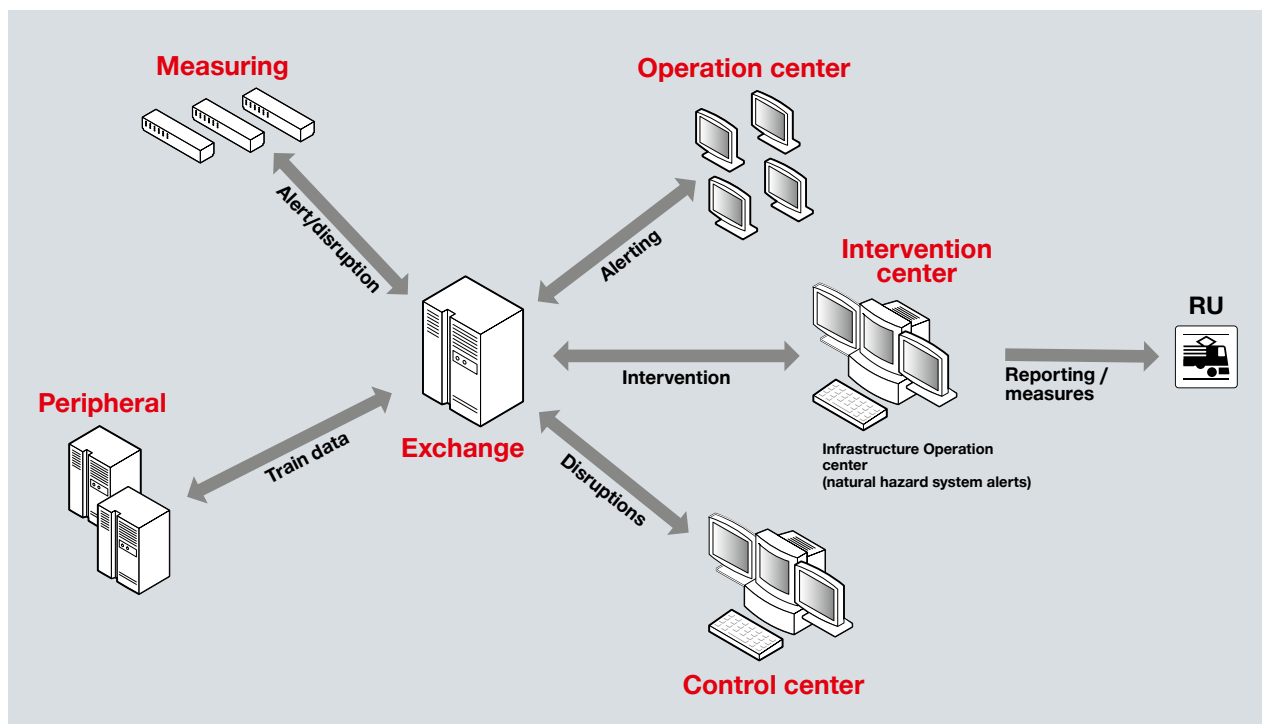 Measuring
Operation center
Alert/disruption
Alerting
Intervention
center
RU
Intervention
Reporting /
measures
Peripheral
Train data
Exchange
Infrastructure Operation
center
(natural hazard system alerts)
Disruptions
Control center